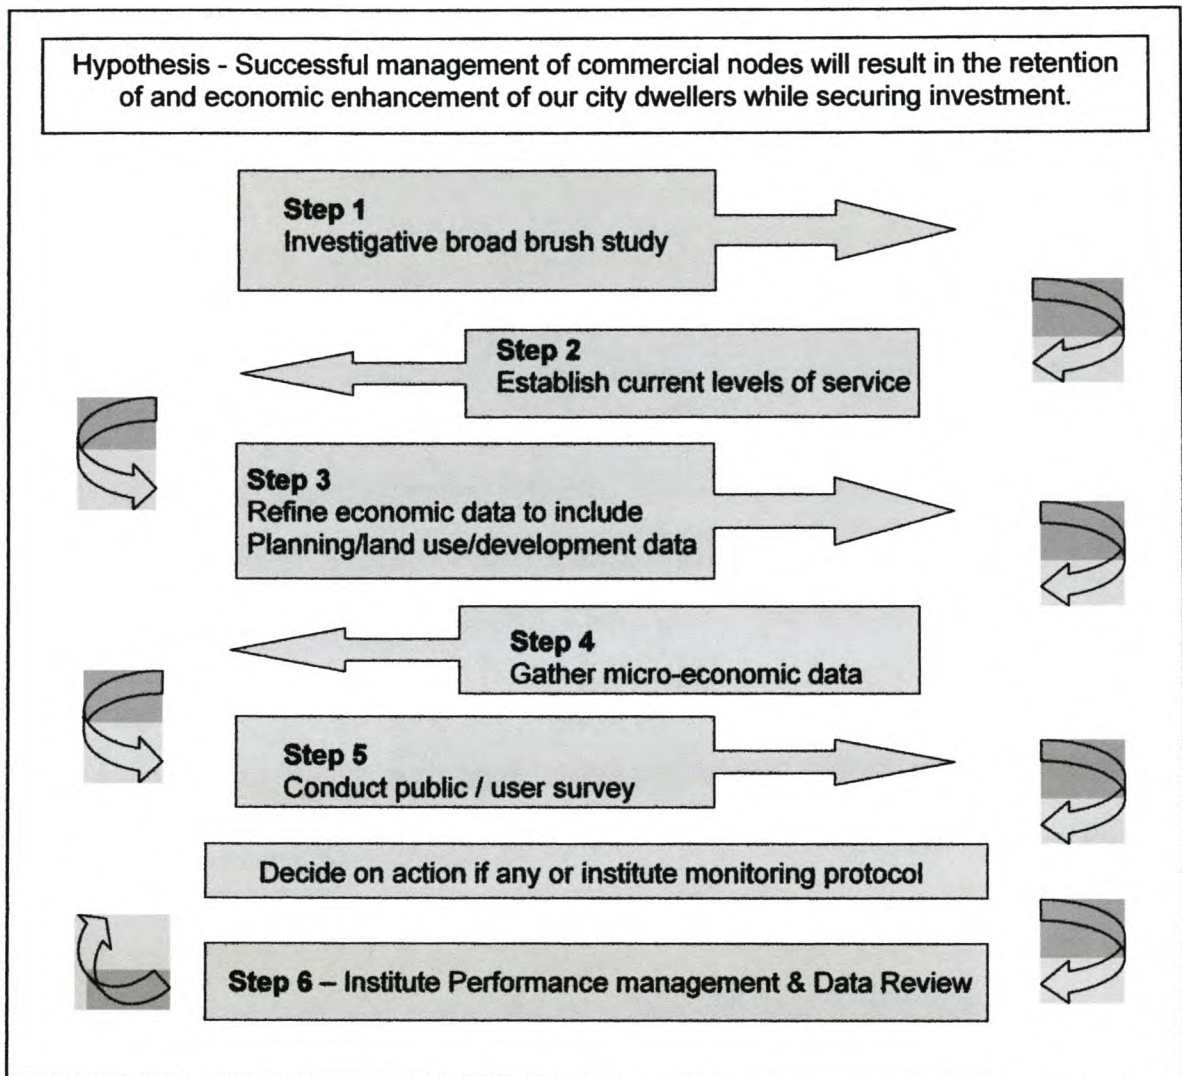 Hypothesis - Successful management of commercial nodes will result in the retention
of and economic enhancement of our city dwellers while securing investment.
Step 1
Investigative broad brush study
Step 2
Establish current levels of service
Step 3
Refine economic data to include
Planning/land use/development data
Step 4
Gather micro-economic data
Step 5
Conduct public / user survey
Decide on action if any or institute monitoring protocol
Step 6 – Institute Performance management & Data Review